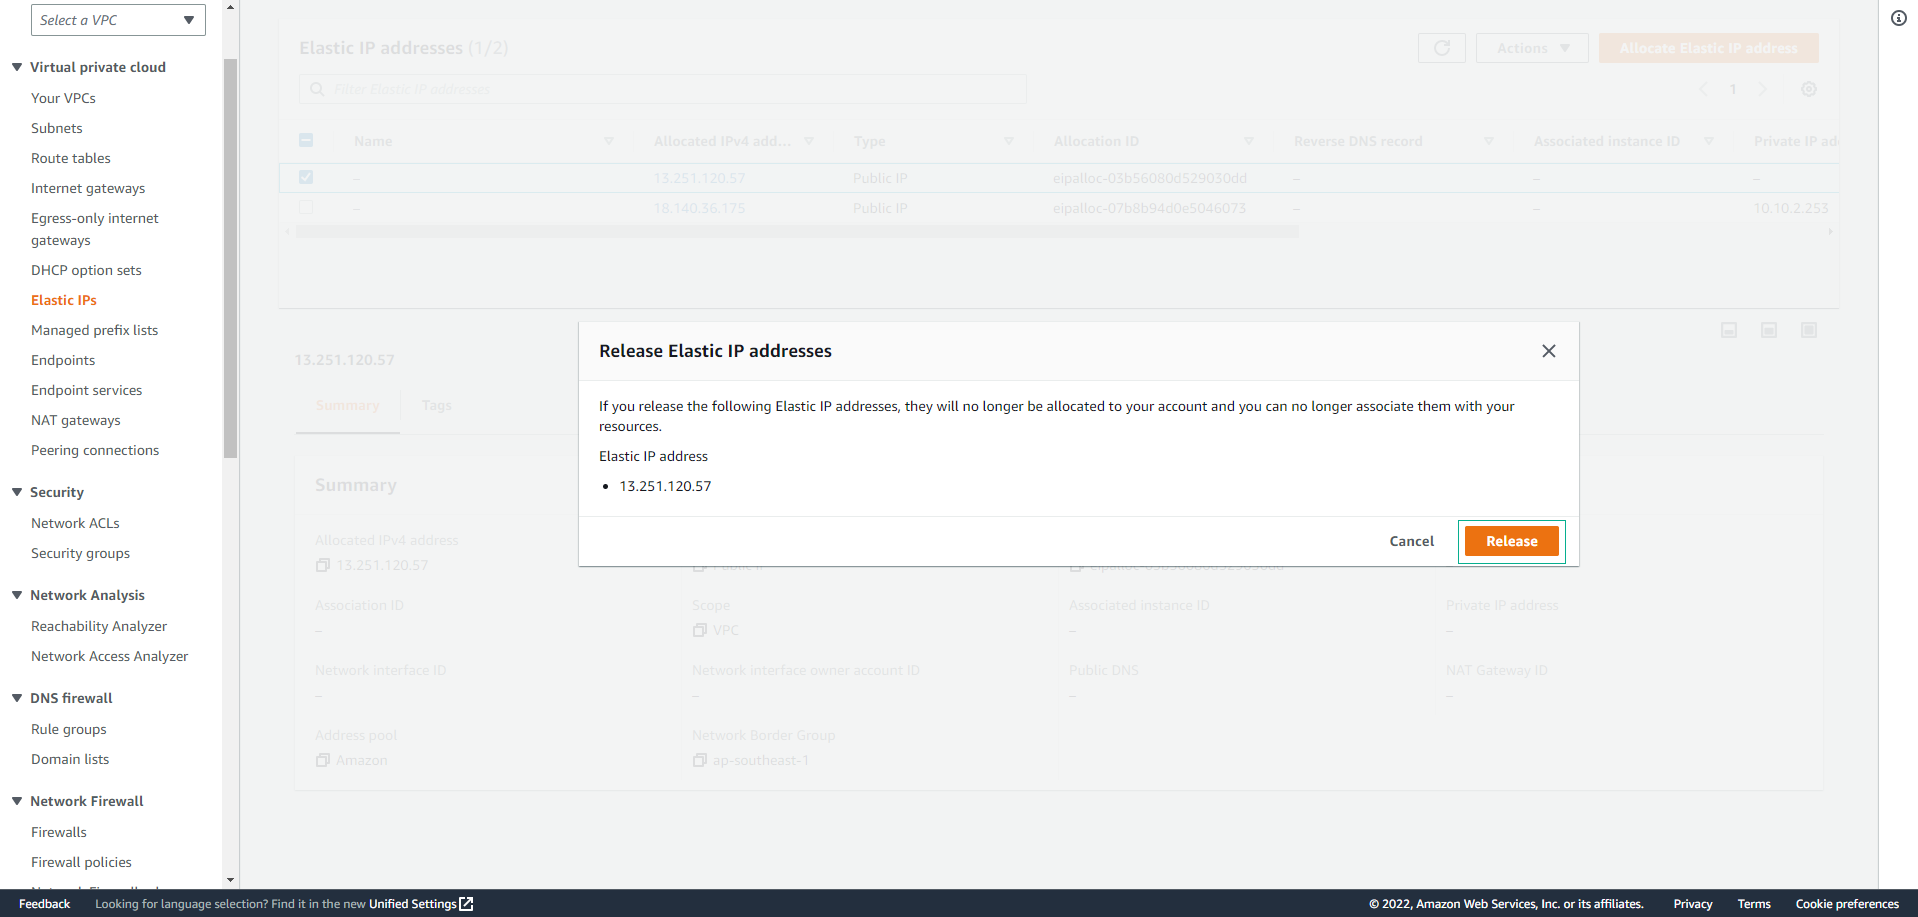 Select a VPC
Virtual private cloud
Your VPCs
Subnets
Route tables
Internet gateways
Egress-only internet
gateways
DHCP option sets
Elastic IPs
Managed prefix lists
Endpoints
Endpoint services
NAT gateways
Peering connections
Security
Network ACLs
Security groups
Network Analysis
Reachability Analyzer
Network Access Analyzer
DNS firewall
Rule groups
Domain lists
Network Firewall
Firewalls
Firewall policies
Elastic IP addresses (1/2)
Actions
Allocate Elastic IP address
Filter Elastic IP addresses
1
Name Allocated IPv4 add... Type Allocation ID Reverse DNS record Associated instance ID Private IP add
– 13.251.120.57 Public IP eipalloc-03b56080d529030dd – – –
– 18.140.36.175 Public IP eipalloc-07b8b94d0e5046073 – – 10.10.2.253
13.251.120.57
Summary Tags
Release Elastic IP addresses
If you release the following Elastic IP addresses, they will no longer be allocated to your account and you can no longer associate them with your
resources.
Elastic IP address
• 13.251.120.57
Cancel Release
Summary
Allocated IPv4 address
13.251.120.57 Public IP eipalloc-03b56080d529030dd
Association ID Scope Associated instance ID Private IP address
– VPC – –
Network interface ID Network interface owner account ID Public DNS NAT Gateway ID
– – – –
Address pool Network Border Group
Amazon ap-southeast-1
Feedback Looking for language selection? Find it in the new Unified Settings © 2022, Amazon Web Services, Inc. or its affiliates. Privacy Terms Cookie preferences